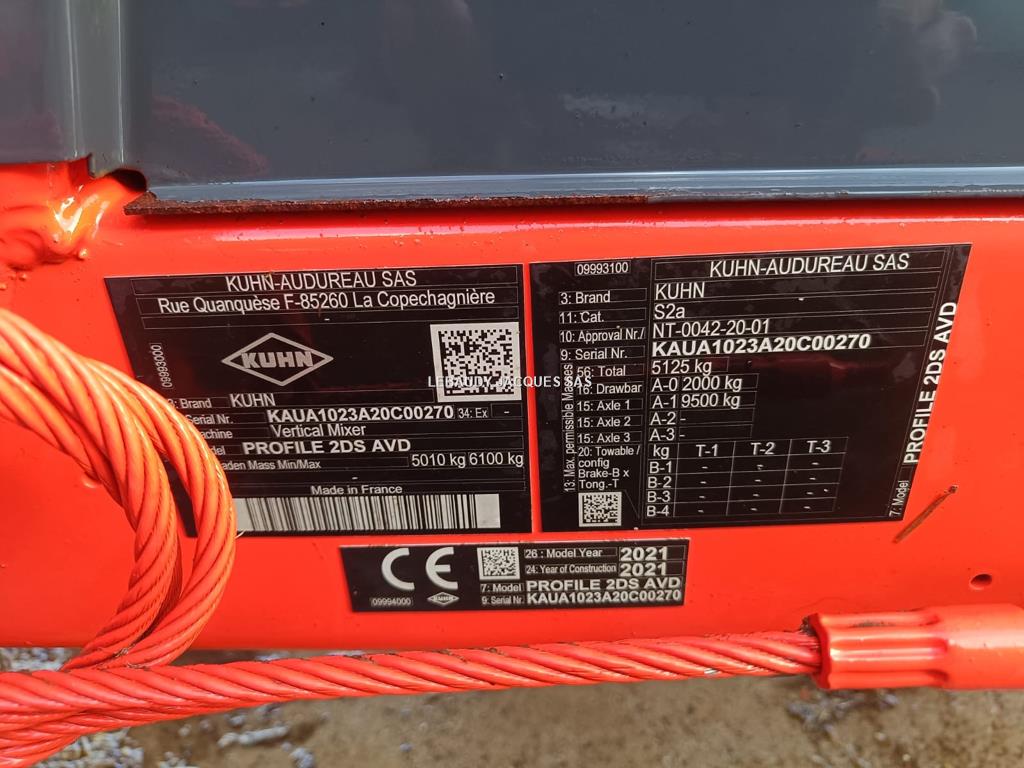 KUHN-AUDUREAU SAS
Rue Quanquèse F-85260 La Copechagnière
09993000
KUHN
Brand KUHN
Serial Nr. KAUA1023A20C00270 34: Ex -
Vertical Mixer
PROFILE 2DS AVD
Mass Min/Max 5010 kg 6100 kg
Made in France
09993100 KUHN-AUDUREAU SAS
3: Brand KUHN
11: Cat. S2a
10: Approval Nr./ NT-0042-20-01
9: Serial Nr. KAUA1023A20C00270
13: Max. permissible Masses
56: Total 5125 kg
16: Drawbar A-0 2000 kg
15: Axle 1 A-1 9500 kg
15: Axle 2 A-2 -
15: Axle 3 A-3 -
20: Towable / kg T-1 T-2 T-3
config B-1 - - -
Brake-B x B-2 - - -
Tong.-T B-3 - - -
B-4 - - -
7: Model PROFILE 2DS AVD
LEBAUDY JACQUES SAS
CE
09994000
KUHN
26 : Model Year 2021
24: Year of Construction 2021
7: Model PROFILE 2DS AVD
9: Serial Nr. KAUA1023A20C00270